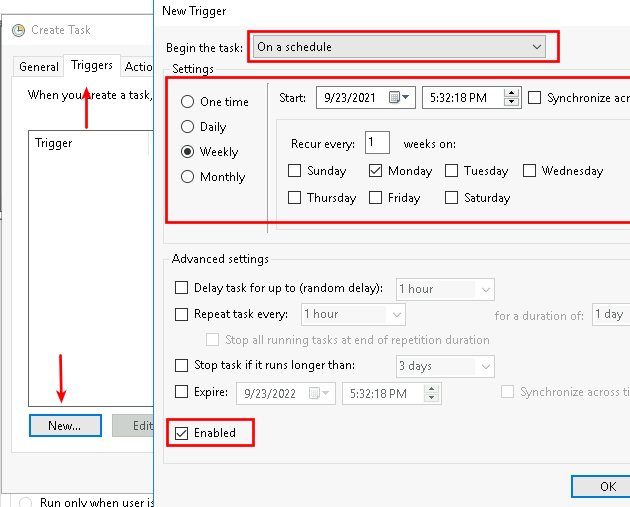 Create Task
General Triggers Actio
When you create a task,
Trigger
New... Edit
Run only when user is
New Trigger
Begin the task: On a schedule
Settings
One time
Daily
Weekly
Monthly
Start: 9/23/2021 5:32:18 PM Synchronize acr
Recur every: 1 weeks on:
Sunday Monday Tuesday Wednesday
Thursday Friday Saturday
Advanced settings
Delay task for up to (random delay): 1 hour
Repeat task every: 1 hour for a duration of: 1 day
Stop all running tasks at end of repetition duration
Stop task if it runs longer than: 3 days
Expire: 9/23/2022 5:32:18 PM Synchronize across ti
Enabled
OK